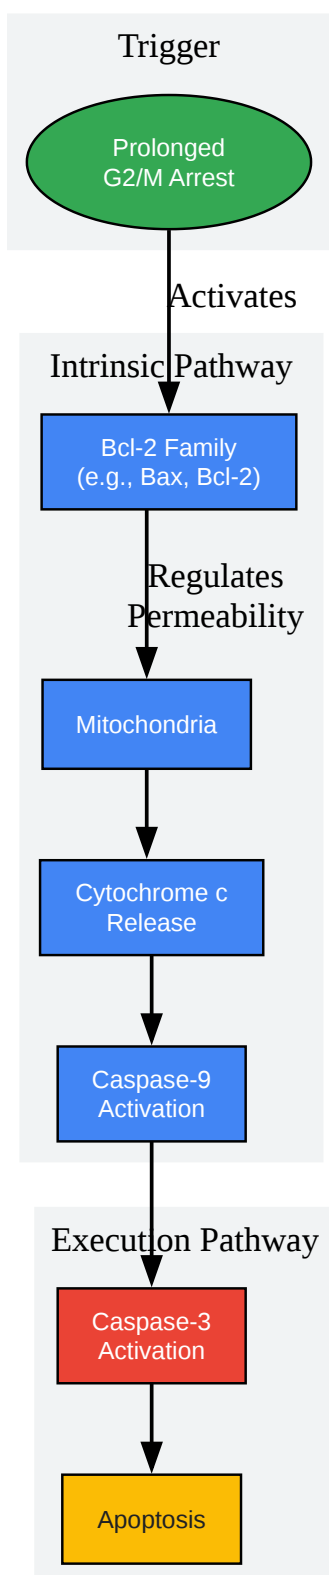 Trigger
Prolonged
G2/M Arrest
Activates
Intrinsic Pathway
Bcl-2 Family
(e.g., Bax, Bcl-2)
Regulates
Permeability
Mitochondria
Cytochrome c
Release
Caspase-9
Activation
Execution Pathway
Caspase-3
Activation
Apoptosis